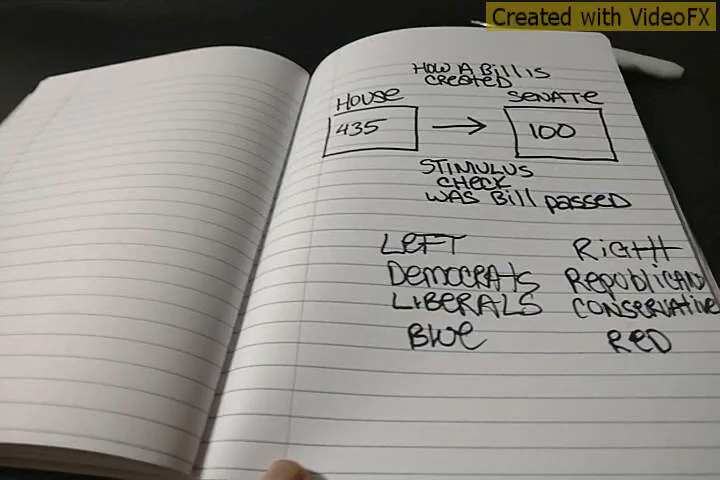 Created with VideoFX
How A Bill is
CREATED
House SENATE
435 → 100
STIMULUS
CHECK
WAS Bill passed
LEFT RIGHT
DEMOCRATS REPUBLICANS
LIBERALS CONSERVATIVE
BLUE RED